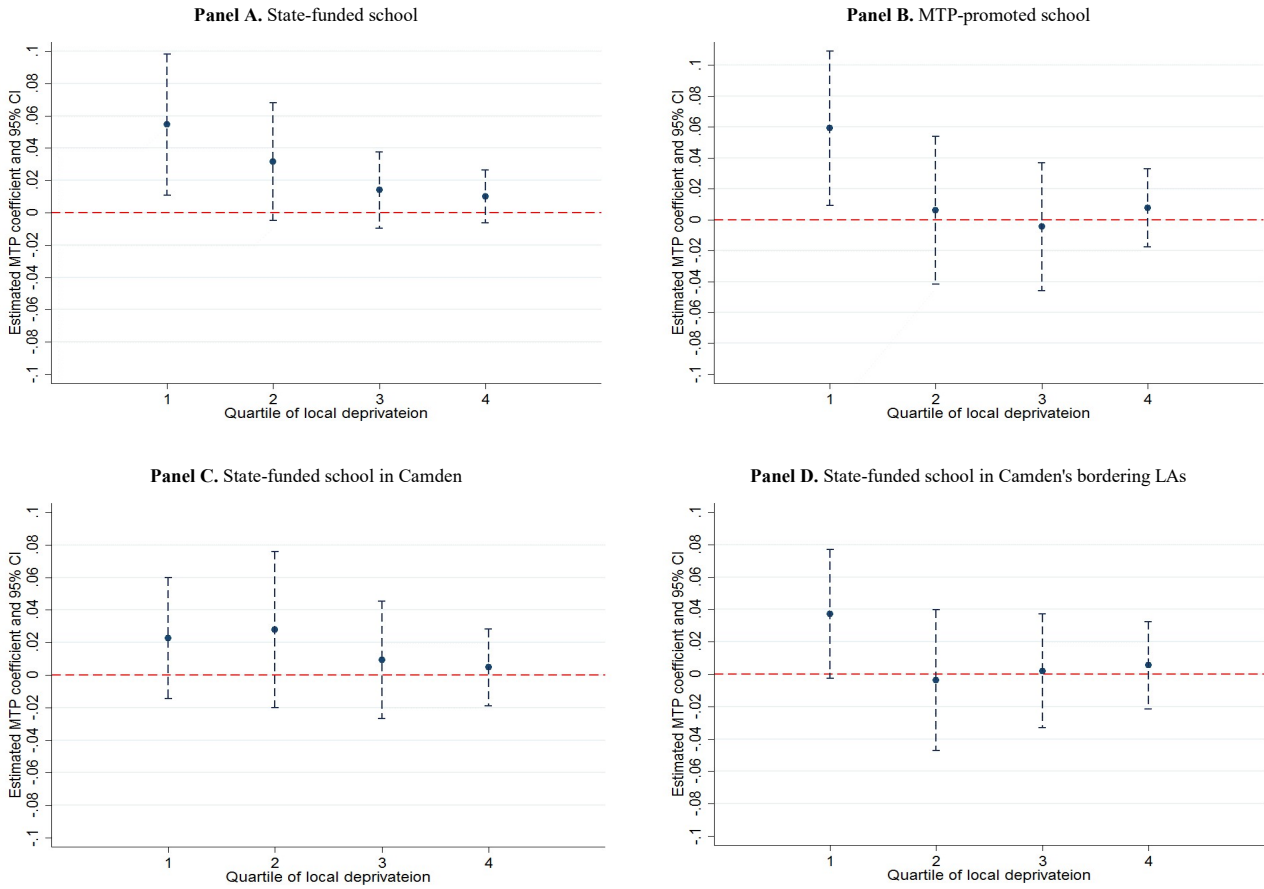 Panel A. State-funded school
Estimated MTP coefficient and 95% CI
.1
.08
.06
.04
.02
0
-.02
-.04
-.06
-.08
-.1
1 2 3 4
Quartile of local deprivateion
Panel B. MTP-promoted school
Estimated MTP coefficient and 95% CI
.1
.08
.06
.04
.02
0
-.02
-.04
-.06
-.08
-.1
1 2 3 4
Quartile of local deprivateion
Panel C. State-funded school in Camden
Estimated MTP coefficient and 95% CI
.1
.08
.06
.04
.02
0
-.02
-.04
-.06
-.08
-.1
1 2 3 4
Quartile of local deprivateion
Panel D. State-funded school in Camden's bordering LAs
Estimated MTP coefficient and 95% CI
.1
.08
.06
.04
.02
0
-.02
-.04
-.06
-.08
-.1
1 2 3 4
Quartile of local deprivateion